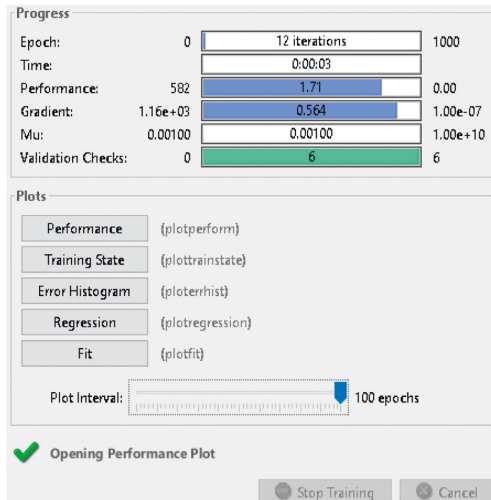 Progress
Epoch: 0 12 iterations 1000
Time: 0:00:03
Performance: 582 1.71 0.00
Gradient: 1.16e+03 0.564 1.00e-07
Mu: 0.00100 0.00100 1.00e+10
Validation Checks: 0 6 6
Plots
Performance (plotperform)
Training State (plottrainstate)
Error Histogram (ploterrhist)
Regression (plotregression)
Fit (plotfit)
Plot Interval: 100 epochs
Opening Performance Plot
Stop Training Cancel